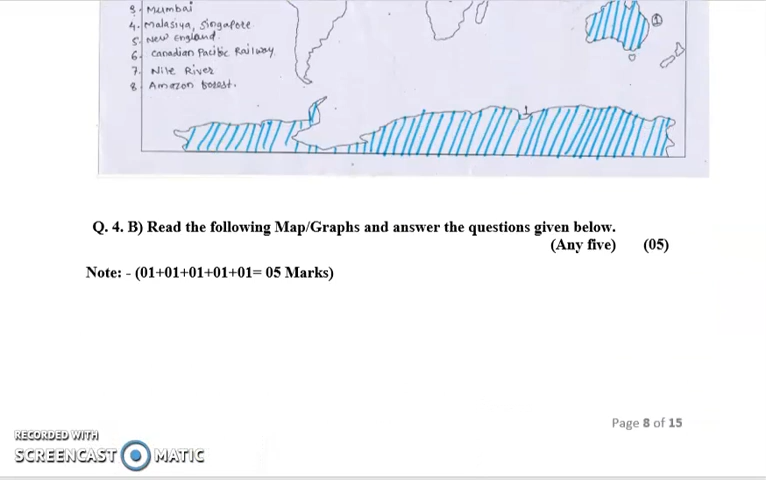 3. Mumbai
4. Malasiya, Singapore
5. New England.
6. Canadian Pacific Railway.
7. Nile River
8. Amazon forest.
1
Q. 4. B) Read the following Map/Graphs and answer the questions given below.
(Any five) (05)
Note: - (01+01+01+01+01= 05 Marks)
Page 8 of 15
RECORDED WITH
SCREENCAST MATIC